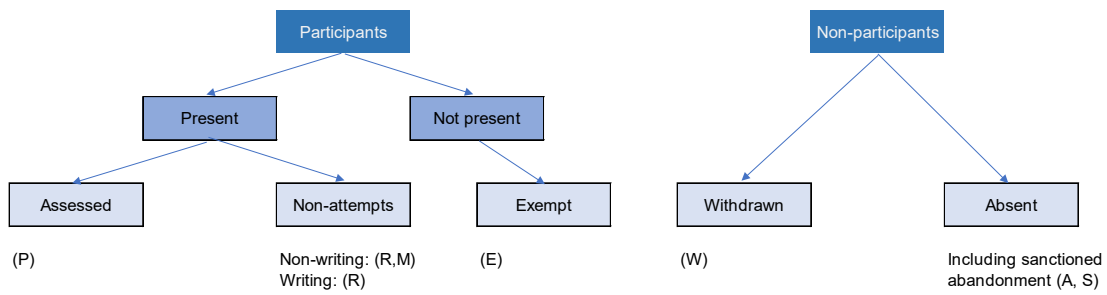 Participants
Non-participants
Present
Not present
Assessed
Non-attempts
Exempt
Withdrawn
Absent
(P)
Non-writing: (R,M)
Writing: (R)
(E)
(W)
Including sanctioned
abandonment (A, S)